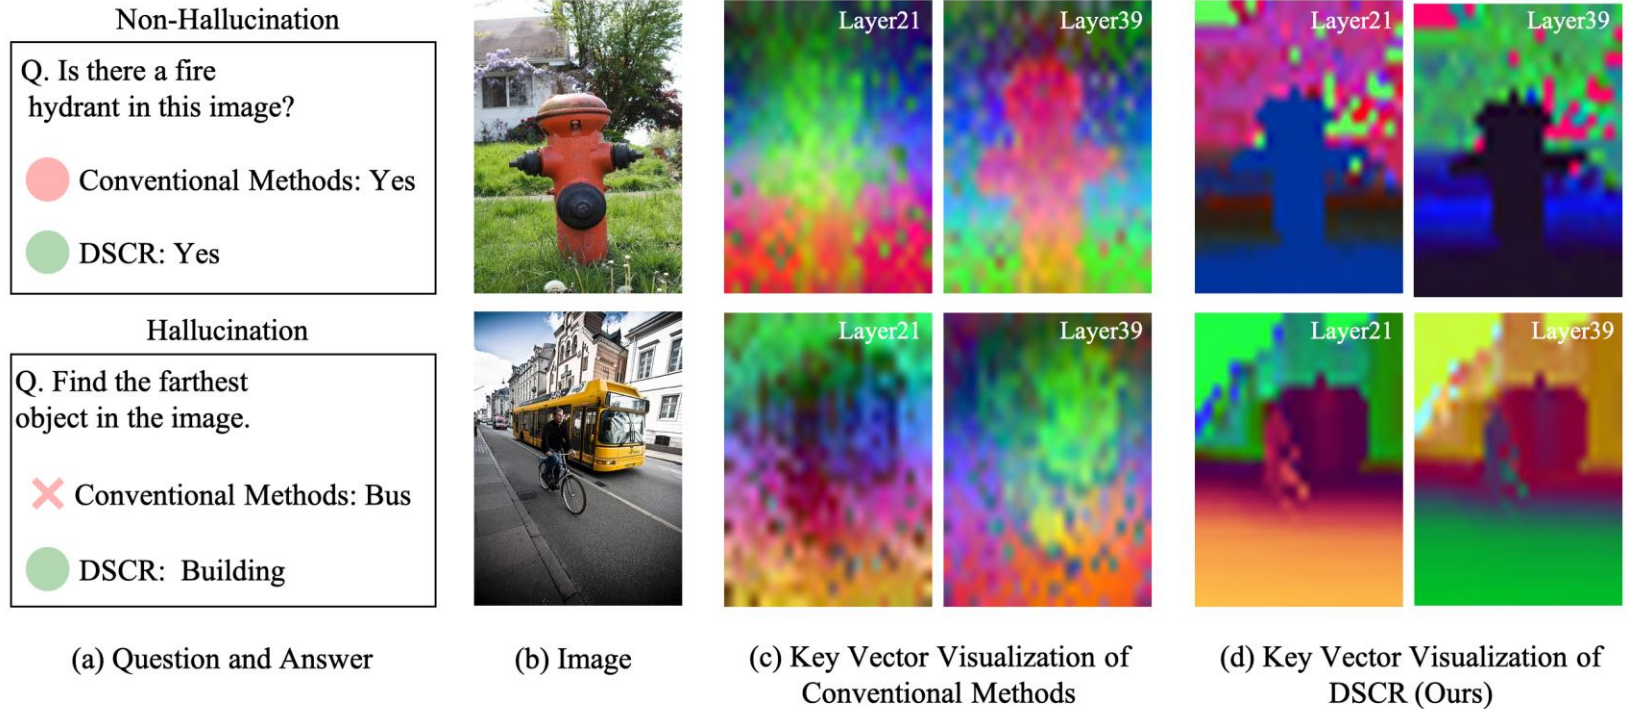 Non-Hallucination
Q. Is there a fire
hydrant in this image?
Conventional Methods: Yes
DSCR: Yes
Layer21
Layer39
Layer21
Layer39
Hallucination
Q. Find the farthest
object in the image.
Conventional Methods: Bus
DSCR: Building
Layer21
Layer39
Layer21
Layer39
(a) Question and Answer
(b) Image
(c) Key Vector Visualization of
Conventional Methods
(d) Key Vector Visualization of
DSCR (Ours)